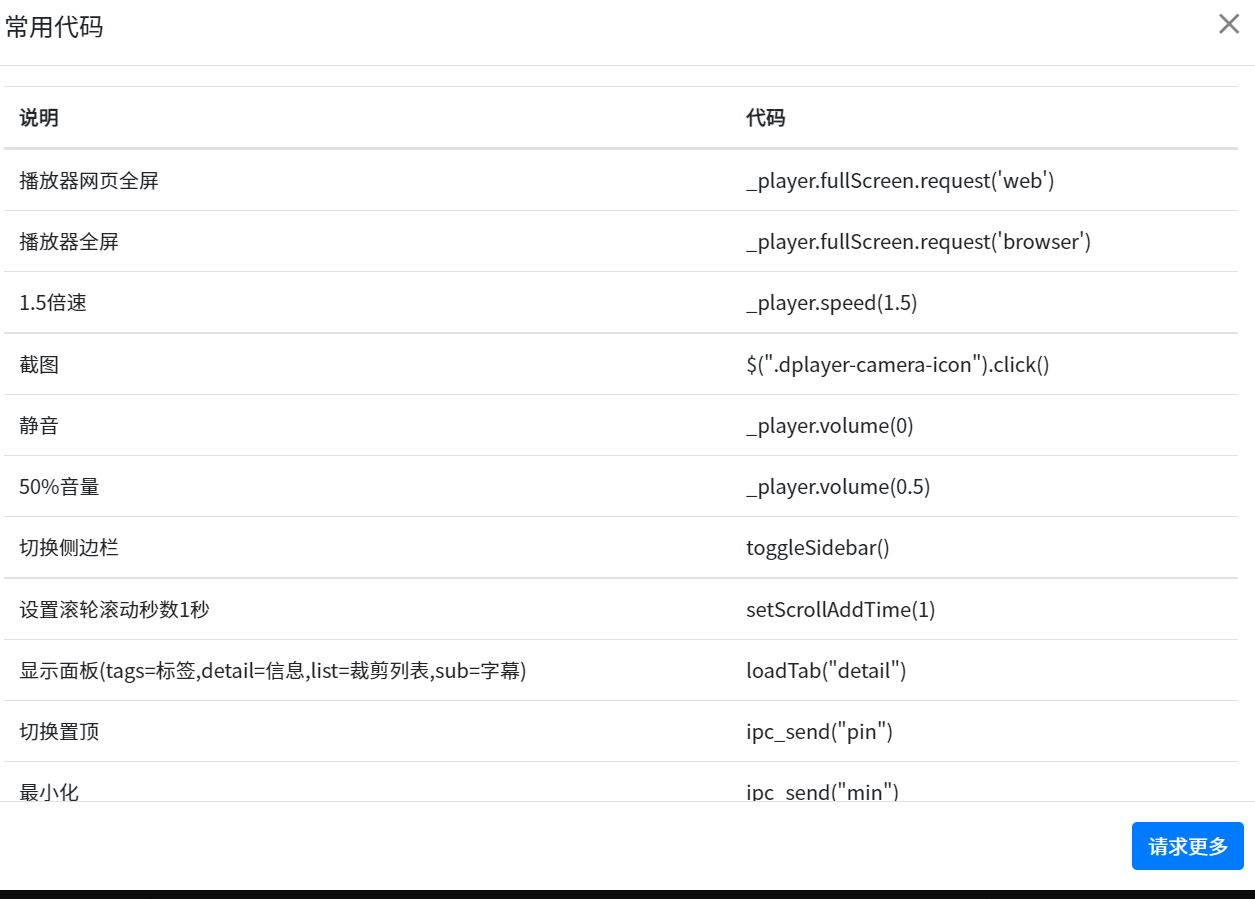 常用代码
说明 代码
播放器网页全屏 _player.fullScreen.request('web')
播放器全屏 _player.fullScreen.request('browser')
1.5倍速 _player.speed(1.5)
截图 $(".dplayer-camera-icon").click()
静音 _player.volume(0)
50%音量 _player.volume(0.5)
切换侧边栏 toggleSidebar()
设置滚轮滚动秒数1秒 setScrollAddTime(1)
显示面板(tags=标签,detail=信息,list=裁剪列表,sub=字幕) loadTab("detail")
切换置顶 ipc_send("pin")
最小化 ipc_send("min")
请求更多